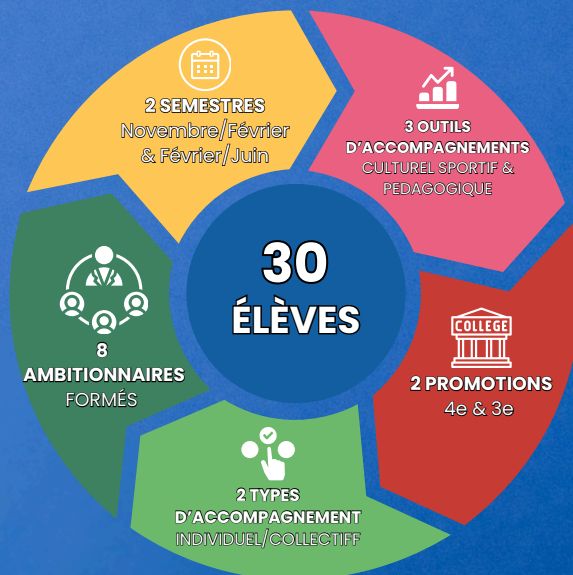 2 SEMESTRES
Novembre/Février
& Février/Juin
3 OUTILS
D'ACCOMPAGNEMENTS
CULTUREL SPORTIF &
PEDAGOGIQUE
30
ÉLÈVES
COLLEGE
2 PROMOTIONS
4e & 3e
8
AMBITIONNAIRES
FORMÉS
2 TYPES
D'ACCOMPAGNEMENT
INDIVIDUEL/COLLECTIFF